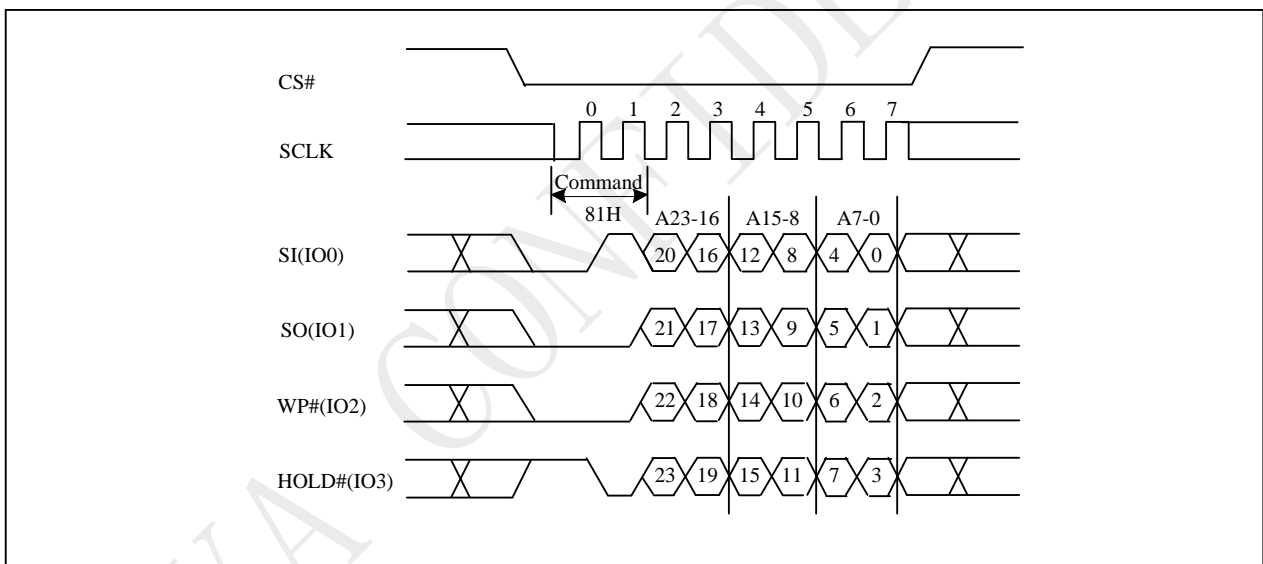 CS#
0 1 2 3 4 5 6 7
SCLK
Command
81H
A23-16 A15-8 A7-0
SI(IO0) 20 16 12 8 4 0
SO(IO1) 21 17 13 9 5 1
WP#(IO2) 22 18 14 10 6 2
HOLD#(IO3) 23 19 15 11 7 3